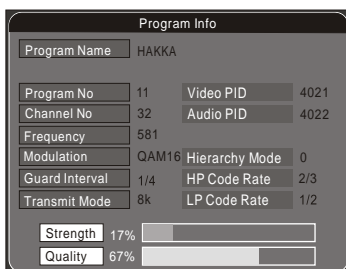 Program Info
Program Name HAKKA
Program No 11 Video PID 4021
Channel No 32 Audio PID 4022
Frequency 581
Modulation QAM16 Hierarchy Mode 0
Guard Interval 1/4 HP Code Rate 2/3
Transmit Mode 8k LP Code Rate 1/2
Strength 17%
Quality 67%